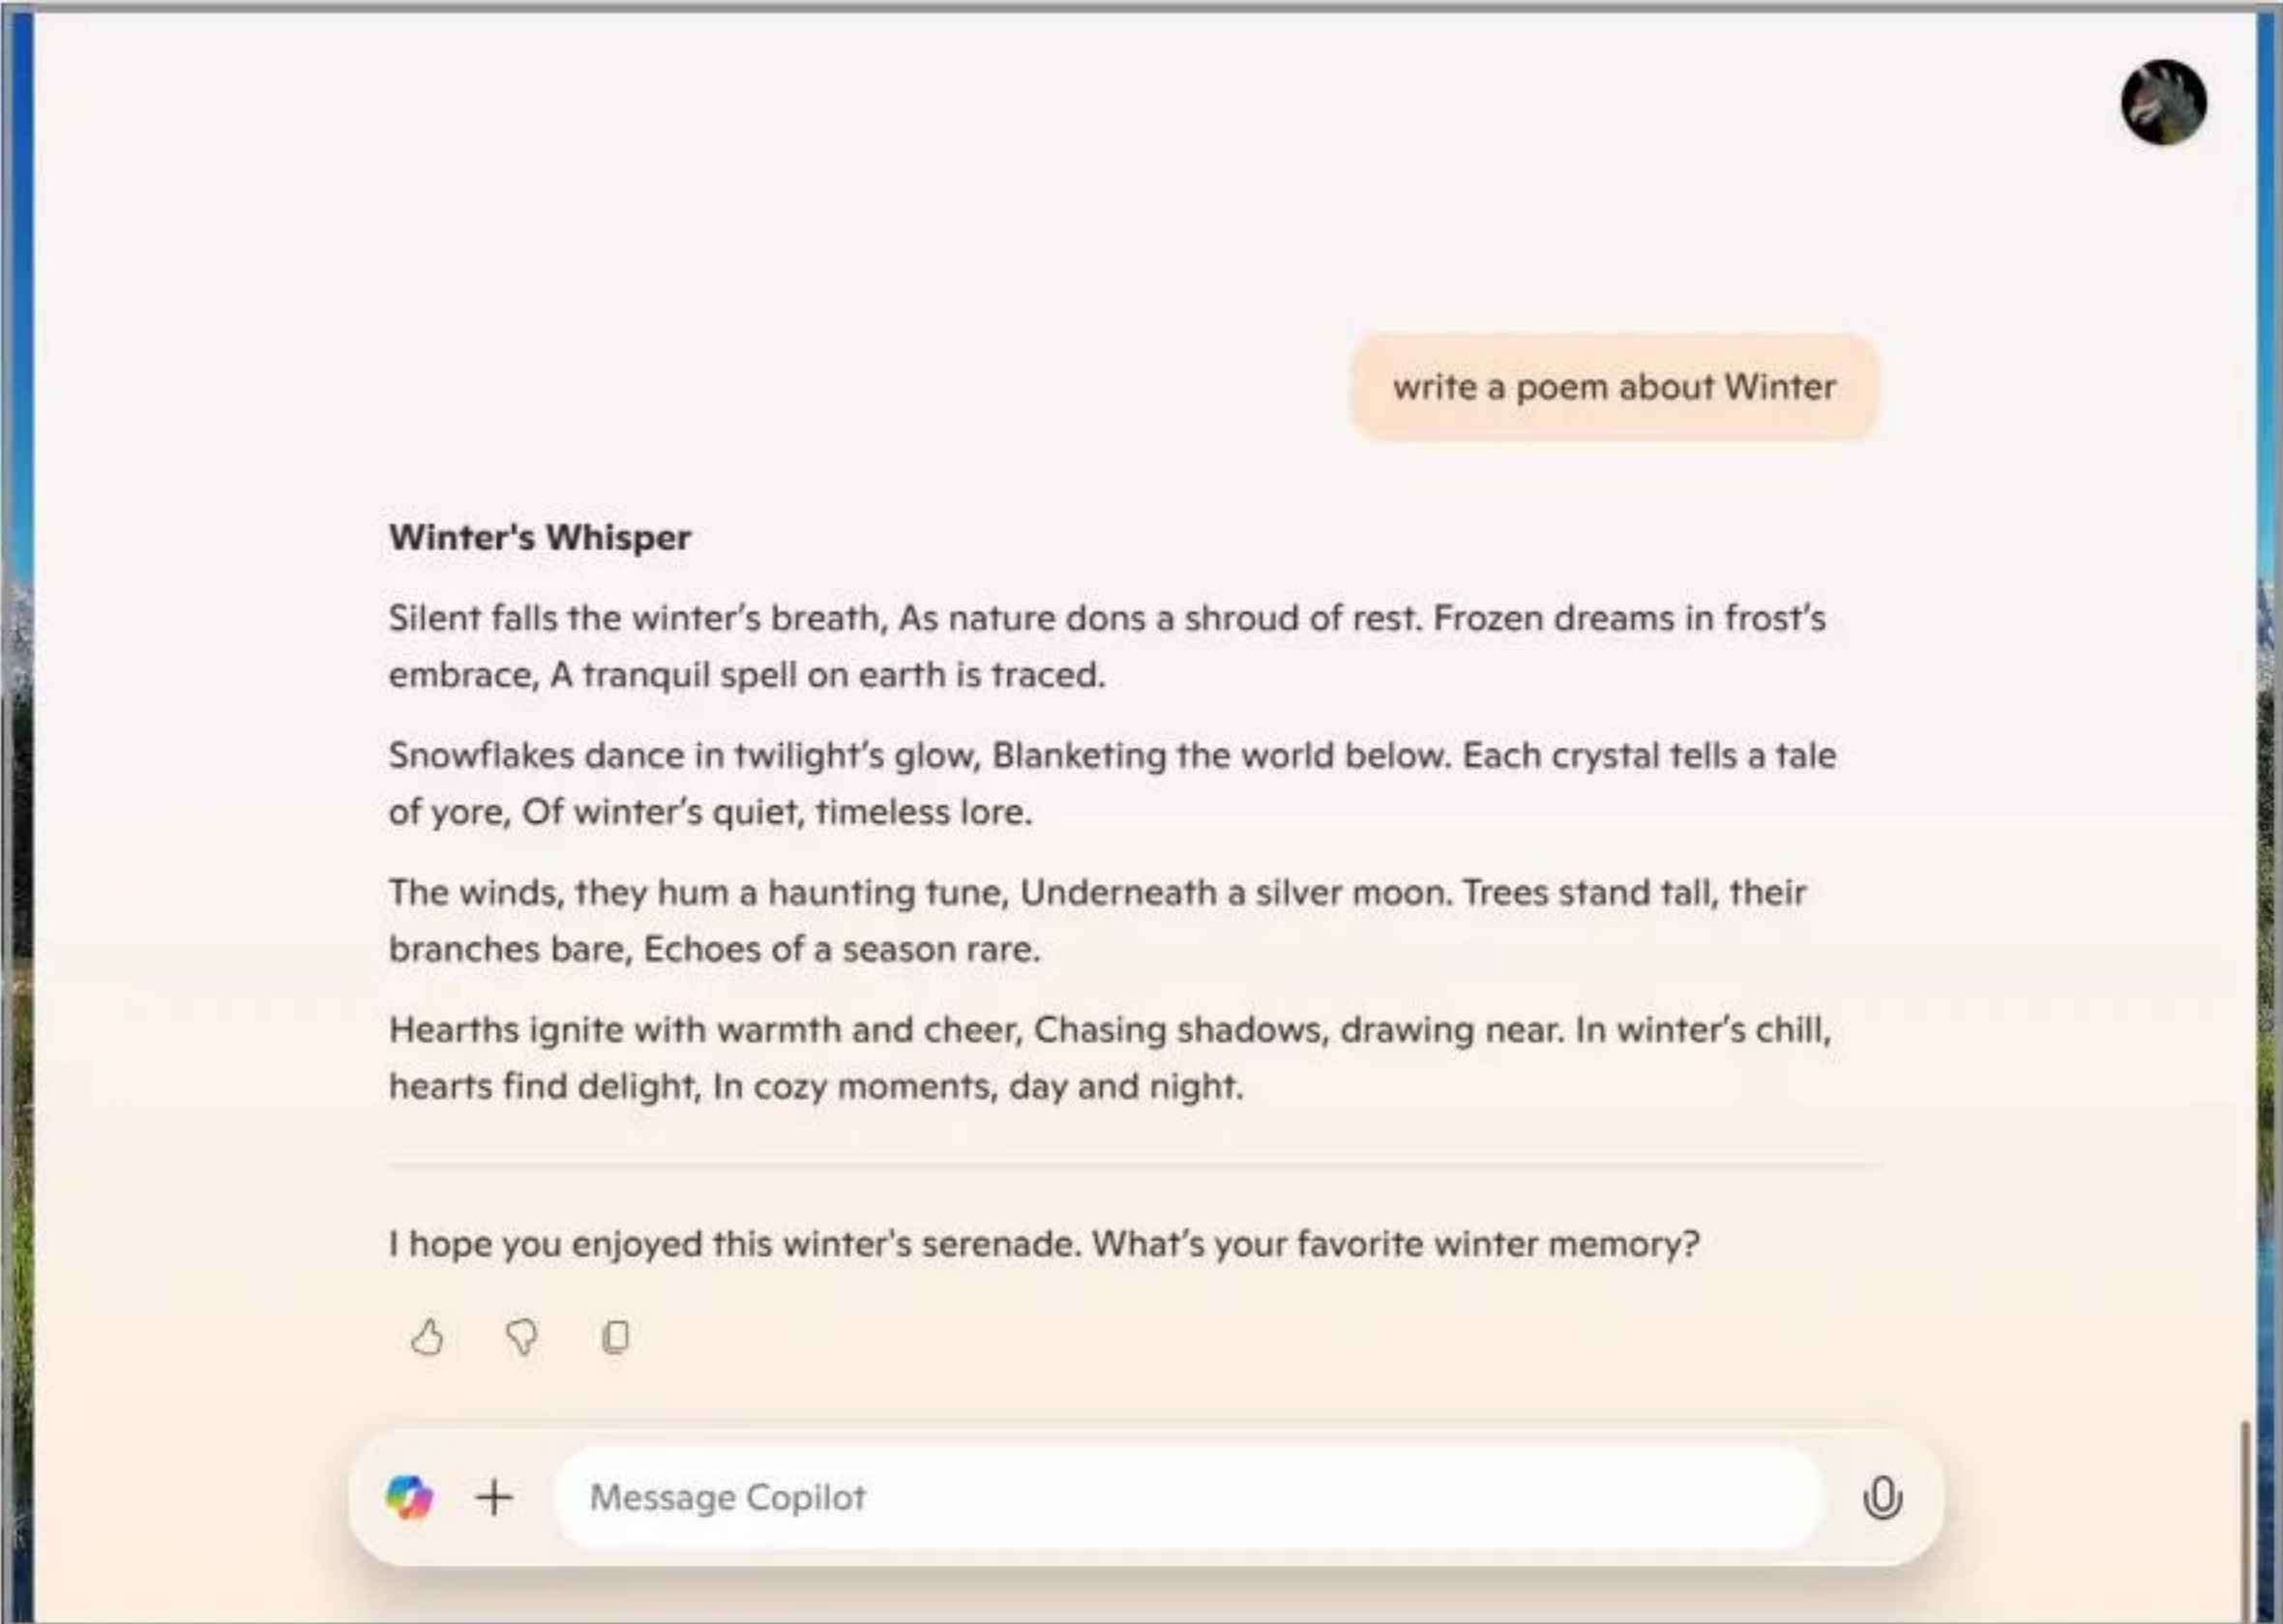 write a poem about Winter
Winter's Whisper
Silent falls the winter’s breath, As nature dons a shroud of rest. Frozen dreams in frost’s
embrace, A tranquil spell on earth is traced.
Snowflakes dance in twilight’s glow, Blanketing the world below. Each crystal tells a tale
of yore, Of winter’s quiet, timeless lore.
The winds, they hum a haunting tune, Underneath a silver moon. Trees stand tall, their
branches bare, Echoes of a season rare.
Hearths ignite with warmth and cheer, Chasing shadows, drawing near. In winter’s chill,
hearts find delight, In cozy moments, day and night.
I hope you enjoyed this winter's serenade. What’s your favorite winter memory?
Message Copilot